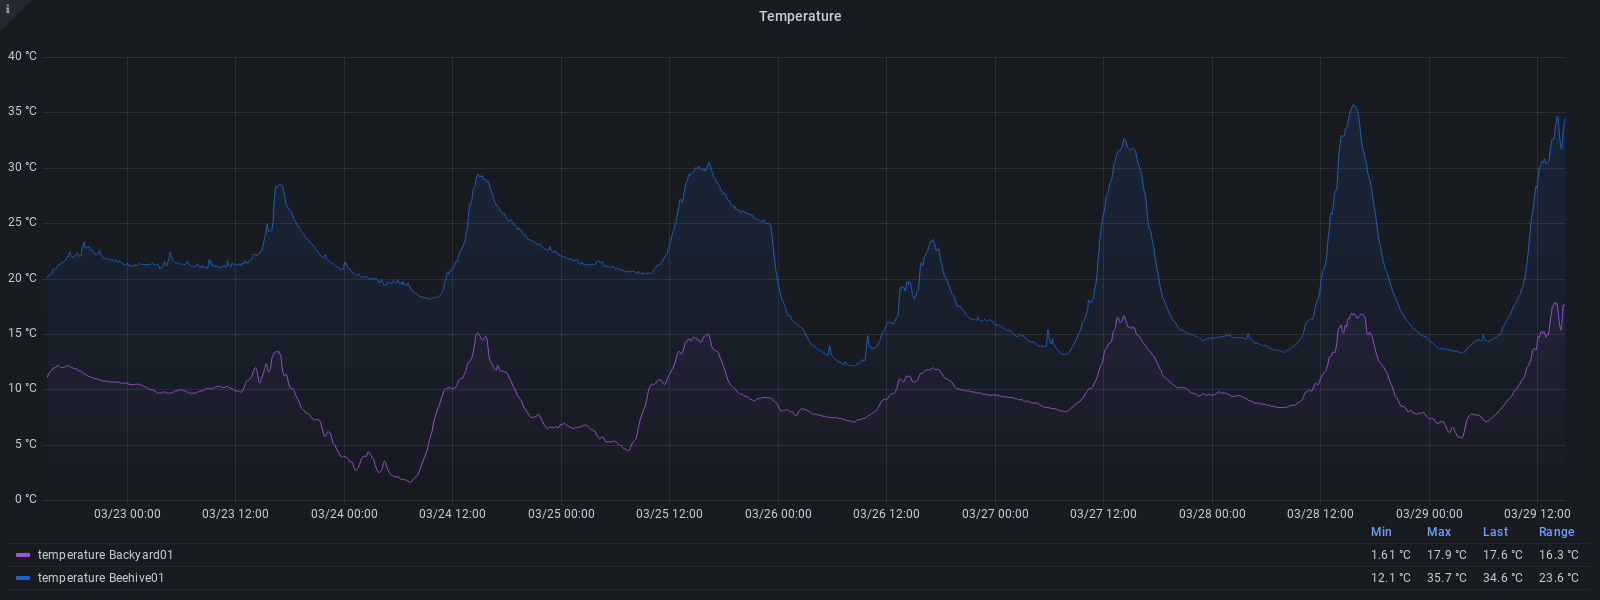 i
Temperature
40 °C
35 °C
30 °C
25 °C
20 °C
15 °C
10 °C
5 °C
0 °C
03/23 00:00 03/23 12:00 03/24 00:00 03/24 12:00 03/25 00:00 03/25 12:00 03/26 00:00 03/26 12:00 03/27 00:00 03/27 12:00 03/28 00:00 03/28 12:00 03/29 00:00 03/29 12:00
Min Max Last Range
temperature Backyard01 1.61 °C 17.9 °C 17.6 °C 16.3 °C
temperature Beehive01 12.1 °C 35.7 °C 34.6 °C 23.6 °C